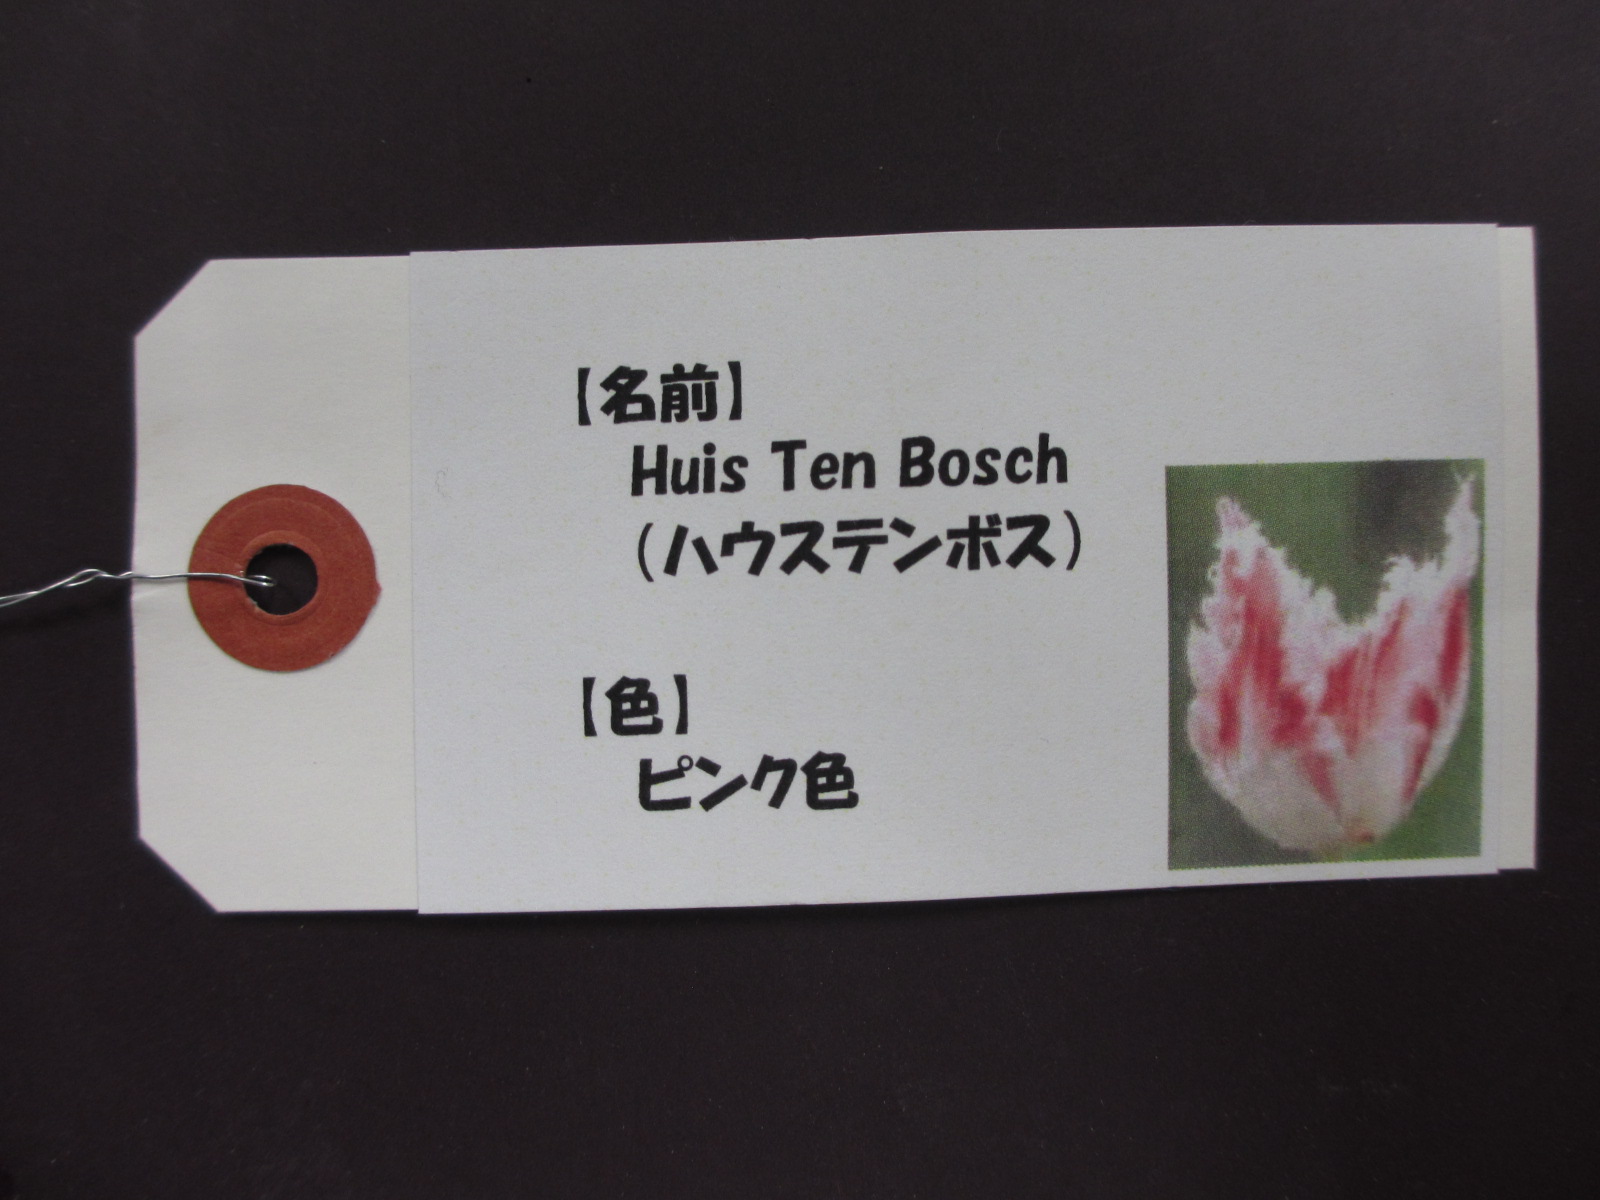 【名前】
Huis Ten Bosch
（ハウステンボス）
【色】
ピンク色